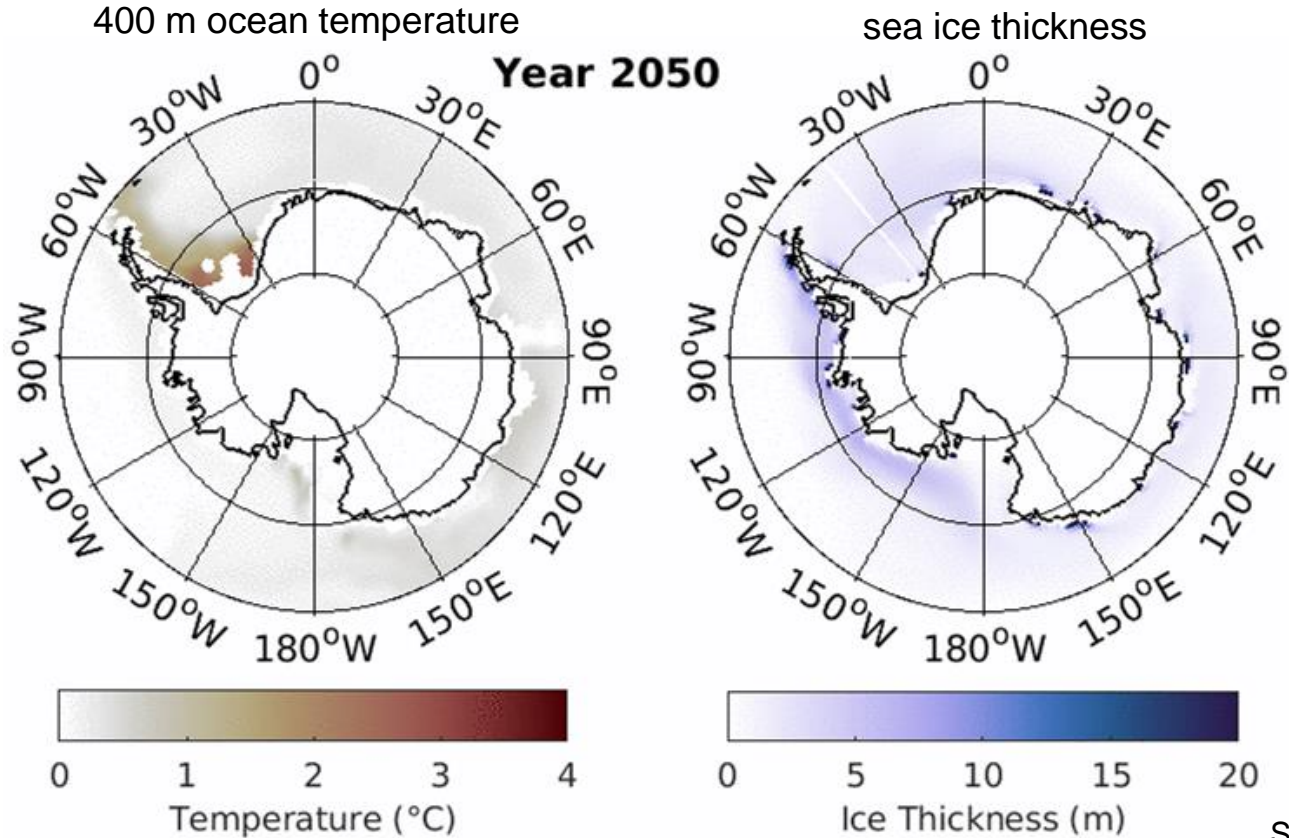 400 m ocean temperature
sea ice thickness
Year 2050
0°
30°E
60°E
90°E
120°E
150°E
180°W
150°W
120°W
90°W
60°W
30°W
0°
30°E
60°E
90°E
120°E
150°E
180°W
150°W
120°W
90°W
60°W
30°W
0 1 2 3 4
Temperature (°C)
0 5 10 15 20
Ice Thickness (m)